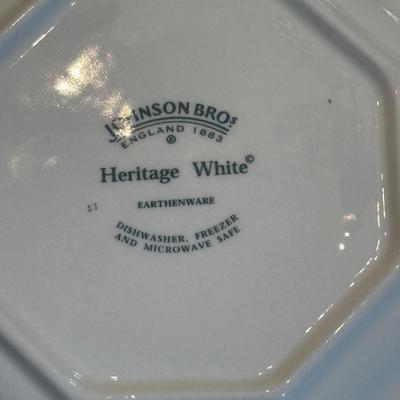 JOHNSON BROS
ENGLAND 1883
®
Heritage White©
EARTHENWARE
DISHWASHER, FREEZER
AND MICROWAVE SAFE